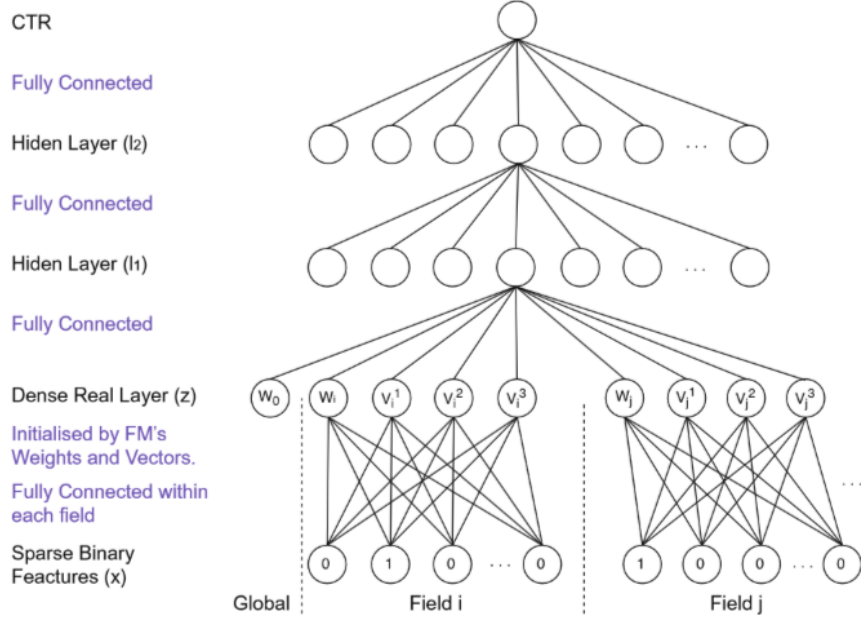 CTR
Fully Connected
Hiden Layer (l₂)
Fully Connected
Hiden Layer (l₁)
Fully Connected
Dense Real Layer (z)
W₀ Wᵢ Vᵢ¹ Vᵢ² Vⱼ³ Wⱼ Vⱼ¹ Vⱼ² Vⱼ³
Initialised by FM's
Weights and Vectors.
Fully Connected within
each field
Sparse Binary
Feactures (x)
0 1 0 ... 0 1 0 0 ... 0
Global Field i Field j